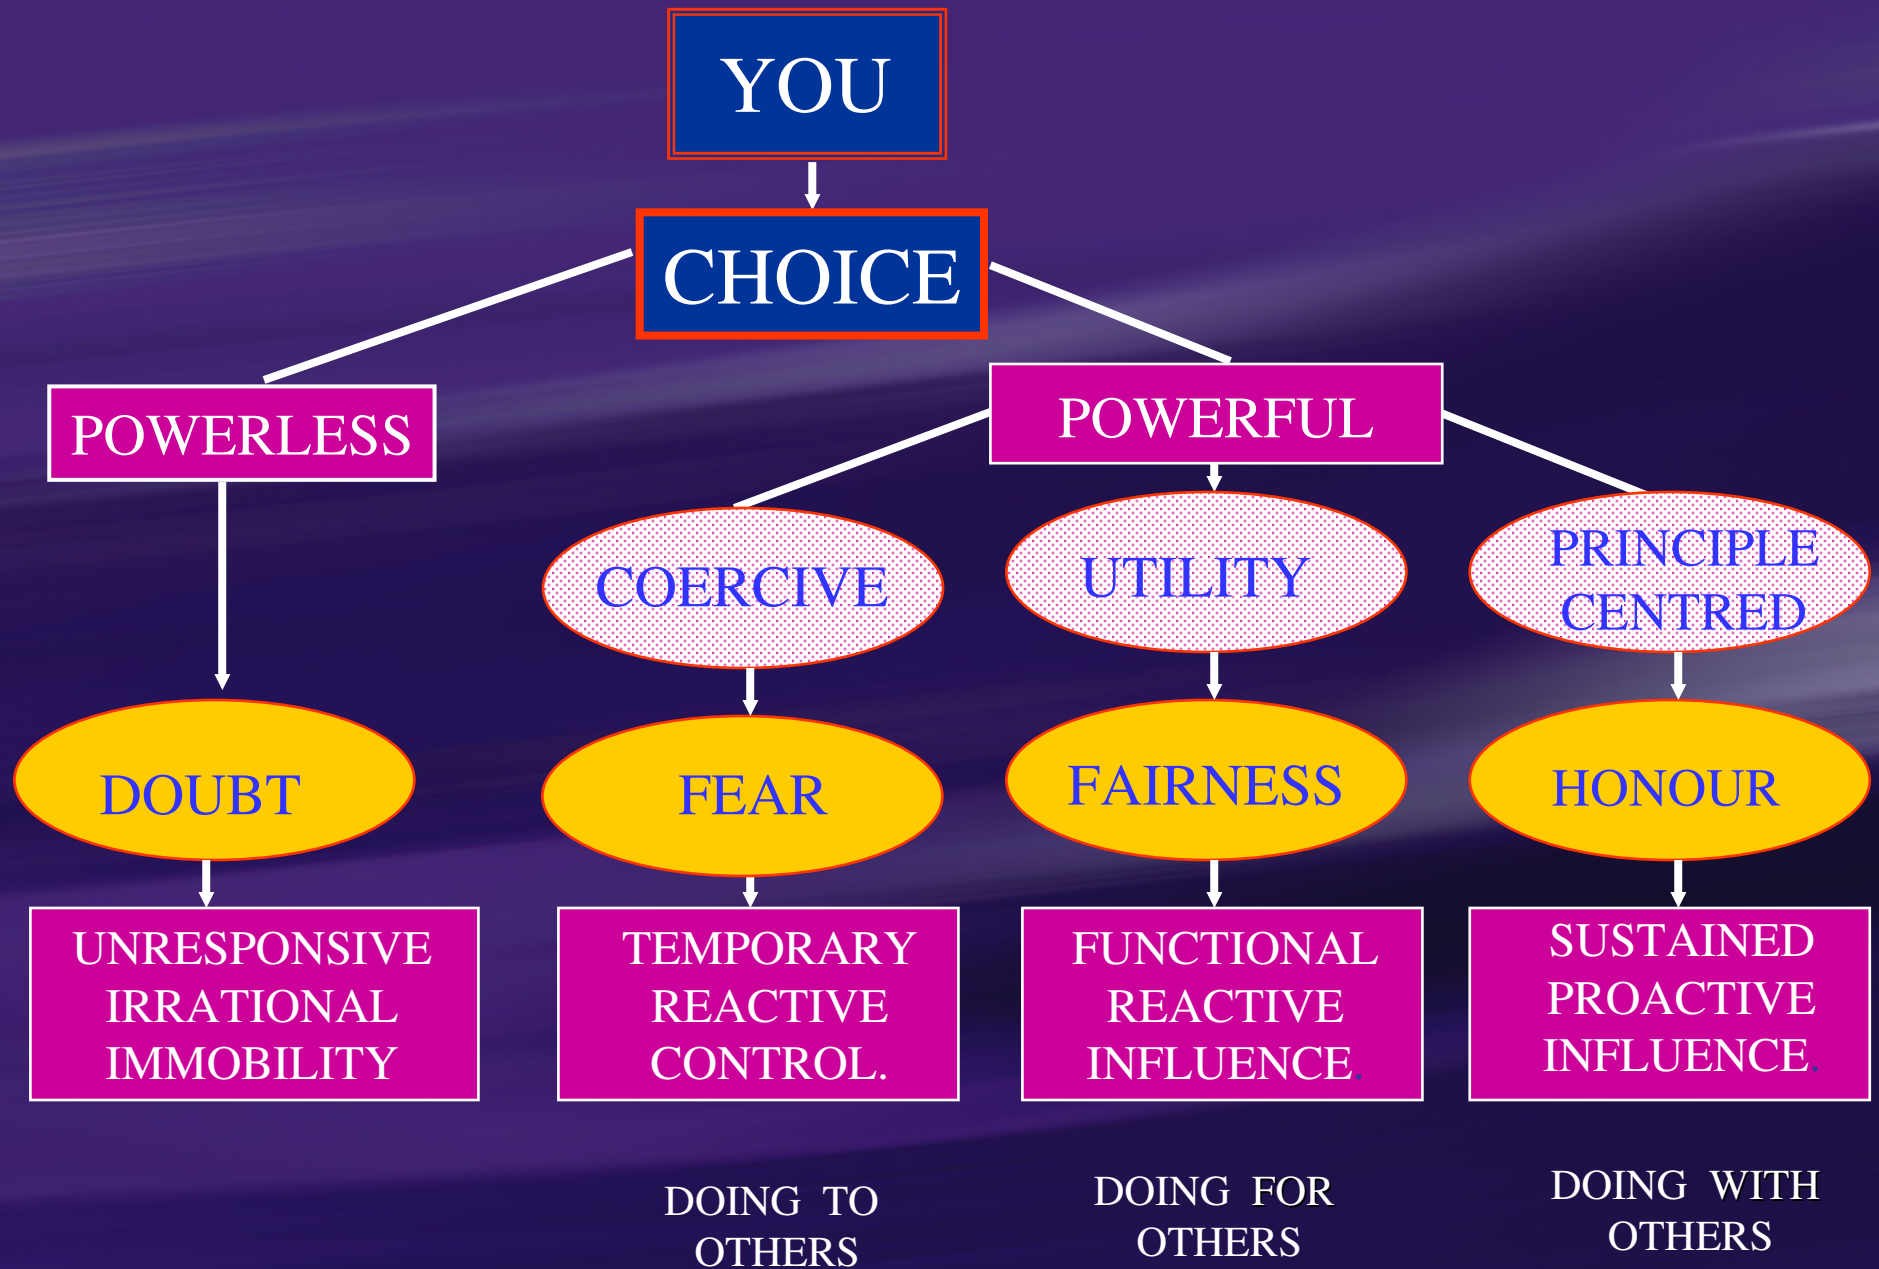 YOU
CHOICE
POWERLESS
POWERFUL
COERCIVE
UTILITY
PRINCIPLE
CENTRED
DOUBT
FEAR
FAIRNESS
HONOUR
UNRESPONSIVE
IRRATIONAL
IMMOBILITY
TEMPORARY
REACTIVE
CONTROL.
FUNCTIONAL
REACTIVE
INFLUENCE.
SUSTAINED
PROACTIVE
INFLUENCE.
DOING TO
OTHERS
DOING FOR
OTHERS
DOING WITH
OTHERS